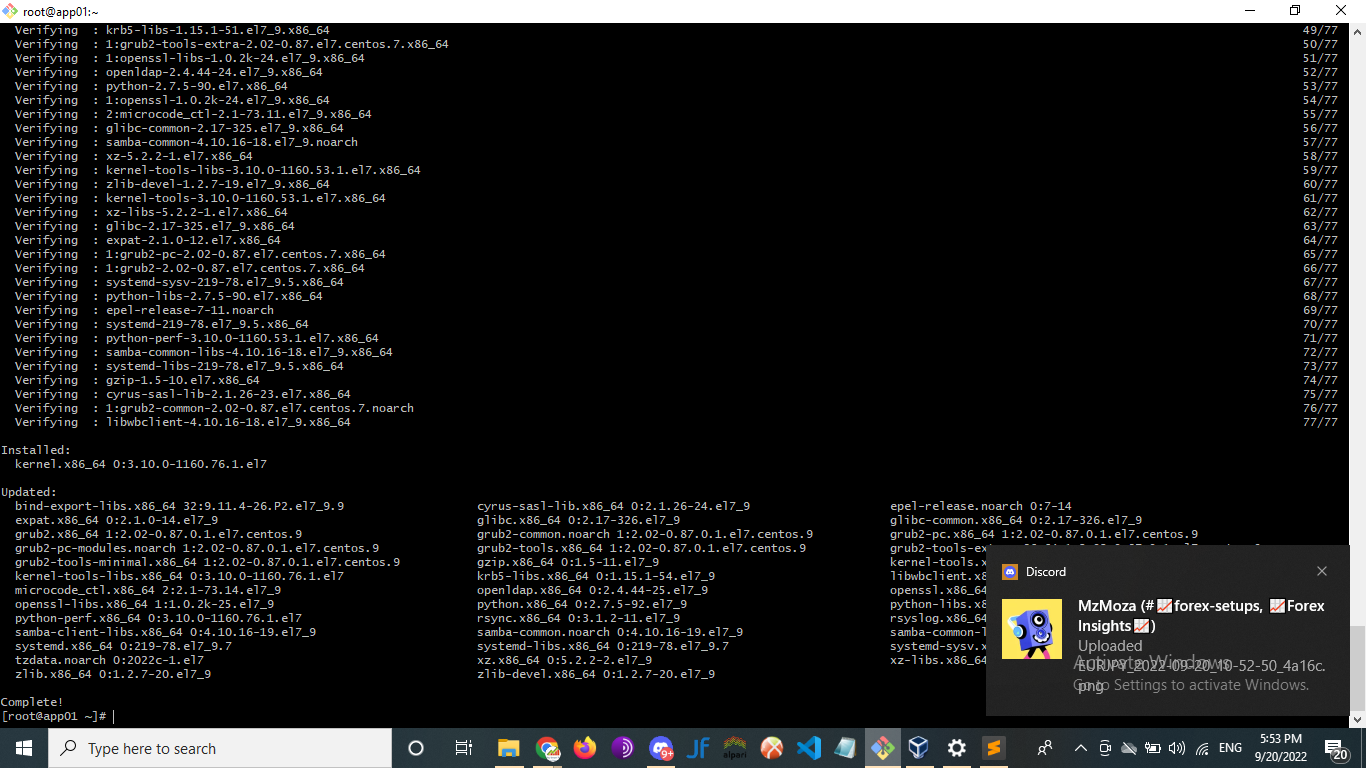 root@app01:~
Verifying : krb5-libs-1.15.1-51.el7_9.x86_64 49/77
Verifying : 1:grub2-tools-extra-2.02-0.87.el7.centos.7.x86_64 50/77
Verifying : 1:openssl-libs-1.0.2k-24.el7_9.x86_64 51/77
Verifying : openldap-2.4.44-24.el7_9.x86_64 52/77
Verifying : python-2.7.5-90.el7.x86_64 53/77
Verifying : 1:openssl-1.0.2k-24.el7_9.x86_64 54/77
Verifying : 2:microcode_ctl-2.1-73.11.el7_9.x86_64 55/77
Verifying : glibc-common-2.17-325.el7_9.x86_64 56/77
Verifying : samba-common-4.10.16-18.el7_9.noarch 57/77
Verifying : xz-5.2.2-1.el7.x86_64 58/77
Verifying : kernel-tools-libs-3.10.0-1160.53.1.el7.x86_64 59/77
Verifying : zlib-devel-1.2.7-19.el7_9.x86_64 60/77
Verifying : kernel-tools-3.10.0-1160.53.1.el7.x86_64 61/77
Verifying : xz-libs-5.2.2-1.el7.x86_64 62/77
Verifying : glibc-2.17-325.el7_9.x86_64 63/77
Verifying : expat-2.1.0-12.el7.x86_64 64/77
Verifying : 1:grub2-pc-2.02-0.87.el7.centos.7.x86_64 65/77
Verifying : 1:grub2-2.02-0.87.el7.centos.7.x86_64 66/77
Verifying : systemd-sysv-219-78.el7_9.5.x86_64 67/77
Verifying : python-libs-2.7.5-90.el7.x86_64 68/77
Verifying : epel-release-7-11.noarch 69/77
Verifying : systemd-219-78.el7_9.5.x86_64 70/77
Verifying : python-perf-3.10.0-1160.53.1.el7.x86_64 71/77
Verifying : samba-common-libs-4.10.16-18.el7_9.x86_64 72/77
Verifying : systemd-libs-219-78.el7_9.5.x86_64 73/77
Verifying : gzip-1.5-10.el7.x86_64 74/77
Verifying : cyrus-sasl-lib-2.1.26-23.el7.x86_64 75/77
Verifying : 1:grub2-common-2.02-0.87.el7.centos.7.noarch 76/77
Verifying : libwbclient-4.10.16-18.el7_9.x86_64 77/77
Installed:
kernel.x86_64 0:3.10.0-1160.76.1.el7
Updated:
bind-export-libs.x86_64 32:9.11.4-26.P2.el7_9.9 cyrus-sasl-lib.x86_64 0:2.1.26-24.el7_9 epel-release.noarch 0:7-14
expat.x86_64 0:2.1.0-14.el7_9 glibc.x86_64 0:2.17-326.el7_9 glibc-common.x86_64 0:2.17-326.el7_9
grub2.x86_64 1:2.02-0.87.0.1.el7.centos.9 grub2-common.noarch 1:2.02-0.87.0.1.el7.centos.9 grub2-pc.x86_64 1:2.02-0.87.0.1.el7.centos.9
grub2-pc-modules.noarch 1:2.02-0.87.0.1.el7.centos.9 grub2-tools.x86_64 1:2.02-0.87.0.1.el7.centos.9
grub2-tools-minimal.x86_64 1:2.02-0.87.0.1.el7.centos.9 gzip.x86_64 0:1.5-11.el7_9 kernel-tools.x
kernel-tools-libs.x86_64 0:3.10.0-1160.76.1.el7 krb5-libs.x86_64 0:1.15.1-54.el7_9 libwbclient.x8
microcode_ctl.x86_64 2:2.1-73.14.el7_9 openldap.x86_64 0:2.4.44-25.el7_9 openssl.x86
openssl-libs.x86_64 1:1.0.2k-25.el7_9 python.x86_64 0:2.7.5-92.el7_9 python-libs.x
python-perf.x86_64 0:3.10.0-1160.76.1.el7 rsync.x86_64 0:3.1.2-11.el7_9 rsyslog.x86_6
samba-client-libs.x86_64 0:4.10.16-19.el7_9 samba-common.noarch 0:4.10.16-19.el7_9 samba-common-
systemd.x86_64 0:219-78.el7_9.7 systemd-libs.x86_64 0:219-78.el7_9.7 systemd-sysv.
tzdata.noarch 0:2022c-1.el7 xz.x86_64 0:5.2.2-2.el7_9 xz-libs.x86_6
zlib.x86_64 0:1.2.7-20.el7_9 zlib-devel.x86_64 0:1.2.7-20.el7_9
Complete!
[root@app01 ~]#
Discord
MzMoza (#📈forex-setups, 📈Forex
Insights📈)
Uploaded
EURJPY_2022-09-20_10-52-50_4a16c.
png
Activate Windows
Go to Settings to activate Windows.
Type here to search
9+
JF
alpari
ENG
5:53 PM
9/20/2022
20